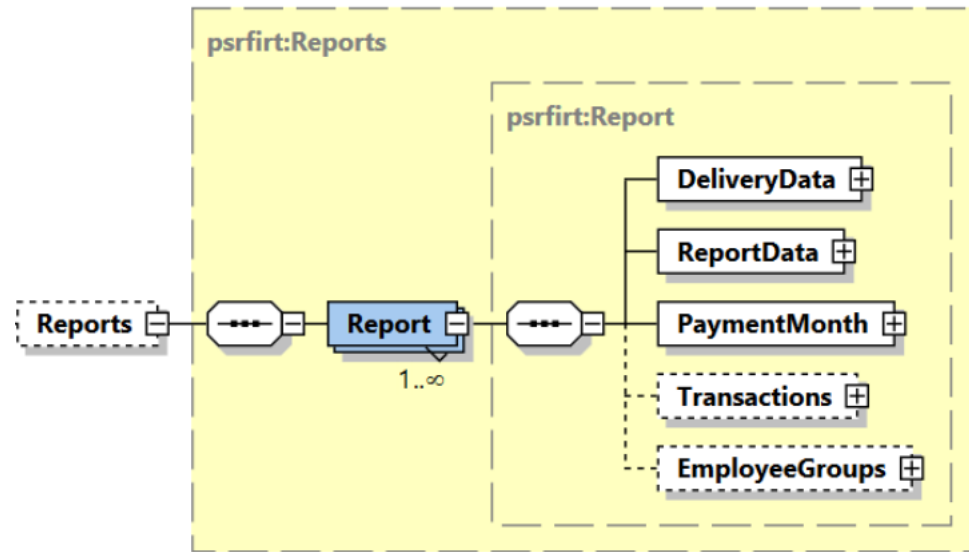 psrfirt:Reports
psrfirt:Report
DeliveryData
ReportData
Reports
Report
PaymentMonth
1..∞
Transactions
EmployeeGroups